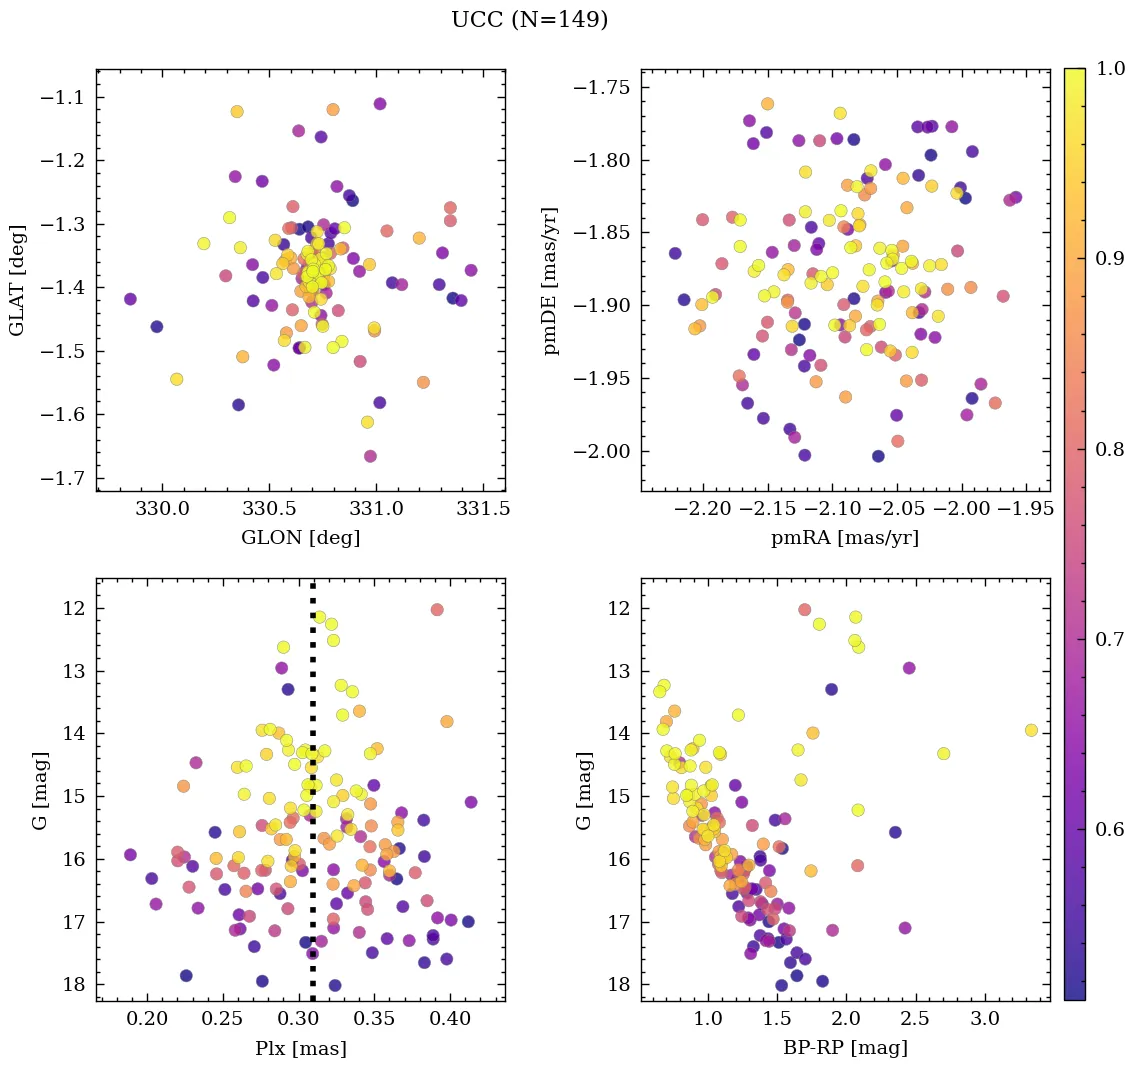 UCC (N=149)
GLAT [deg]
−1.1
−1.2
−1.3
−1.4
−1.5
−1.6
−1.7
330.0 330.5 331.0 331.5
GLON [deg]
pmDE [mas/yr]
−1.75
−1.80
−1.85
−1.90
−1.95
−2.00
−2.20 −2.15 −2.10 −2.05 −2.00 −1.95
pmRA [mas/yr]
G [mag]
12
13
14
15
16
17
18
0.20 0.25 0.30 0.35 0.40
Plx [mas]
G [mag]
12
13
14
15
16
17
18
1.0 1.5 2.0 2.5 3.0
BP-RP [mag]
1.0
0.9
0.8
0.7
0.6